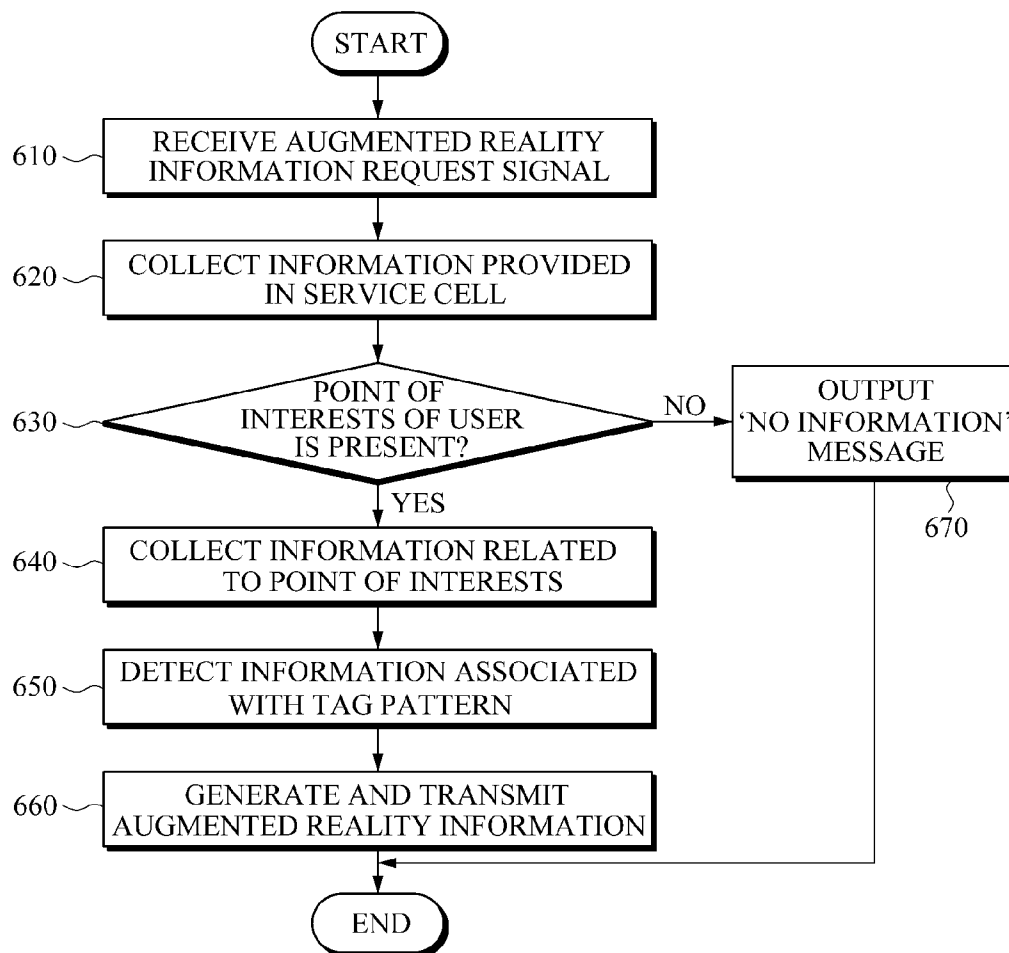 START
610
RECEIVE AUGMENTED REALITY
INFORMATION REQUEST SIGNAL
620
COLLECT INFORMATION PROVIDED
IN SERVICE CELL
630
POINT OF
INTERESTS OF USER
IS PRESENT?
NO
OUTPUT
‘NO INFORMATION’
MESSAGE
670
YES
640
COLLECT INFORMATION RELATED
TO POINT OF INTERESTS
650
DETECT INFORMATION ASSOCIATED
WITH TAG PATTERN
660
GENERATE AND TRANSMIT
AUGMENTED REALITY INFORMATION
END